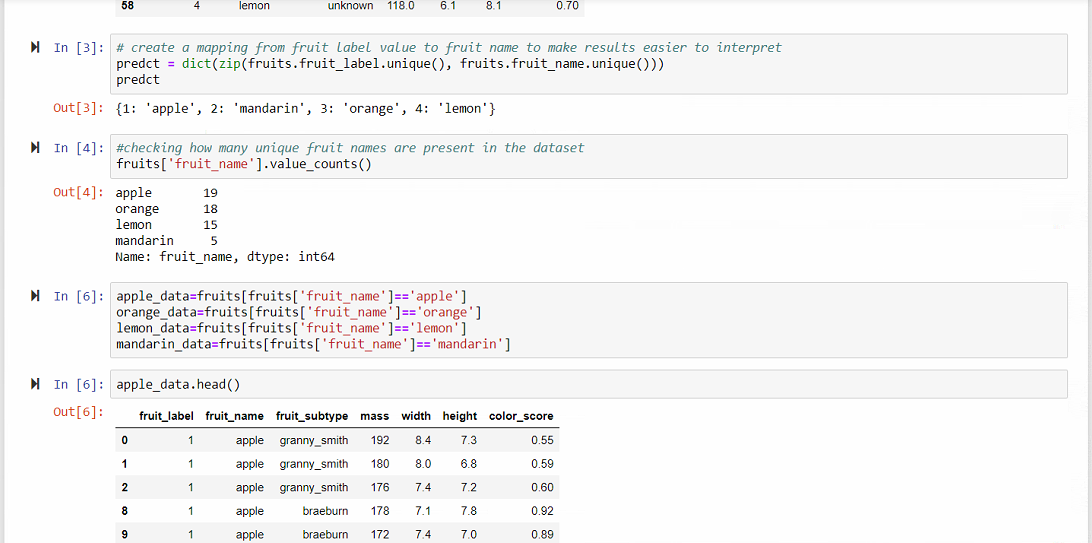 58 4 lemon unknown 118.0 6.1 8.1 0.70
In [3]: # create a mapping from fruit label value to fruit name to make results easier to interpret
predct = dict(zip(fruits.fruit_label.unique(), fruits.fruit_name.unique()))
predct
Out[3]: {1: 'apple', 2: 'mandarin', 3: 'orange', 4: 'lemon'}
In [4]: #checking how many unique fruit names are present in the dataset
fruits['fruit_name'].value_counts()
Out[4]: apple 19
orange 18
lemon 15
mandarin 5
Name: fruit_name, dtype: int64
In [6]: apple_data=fruits[fruits['fruit_name']=='apple']
orange_data=fruits[fruits['fruit_name']=='orange']
lemon_data=fruits[fruits['fruit_name']=='lemon']
mandarin_data=fruits[fruits['fruit_name']=='mandarin']
In [6]: apple_data.head()
Out[6]:
fruit_label fruit_name fruit_subtype mass width height color_score
0 1 apple granny_smith 192 8.4 7.3 0.55
1 1 apple granny_smith 180 8.0 6.8 0.59
2 1 apple granny_smith 176 7.4 7.2 0.60
8 1 apple braeburn 178 7.1 7.8 0.92
9 1 apple braeburn 172 7.4 7.0 0.89